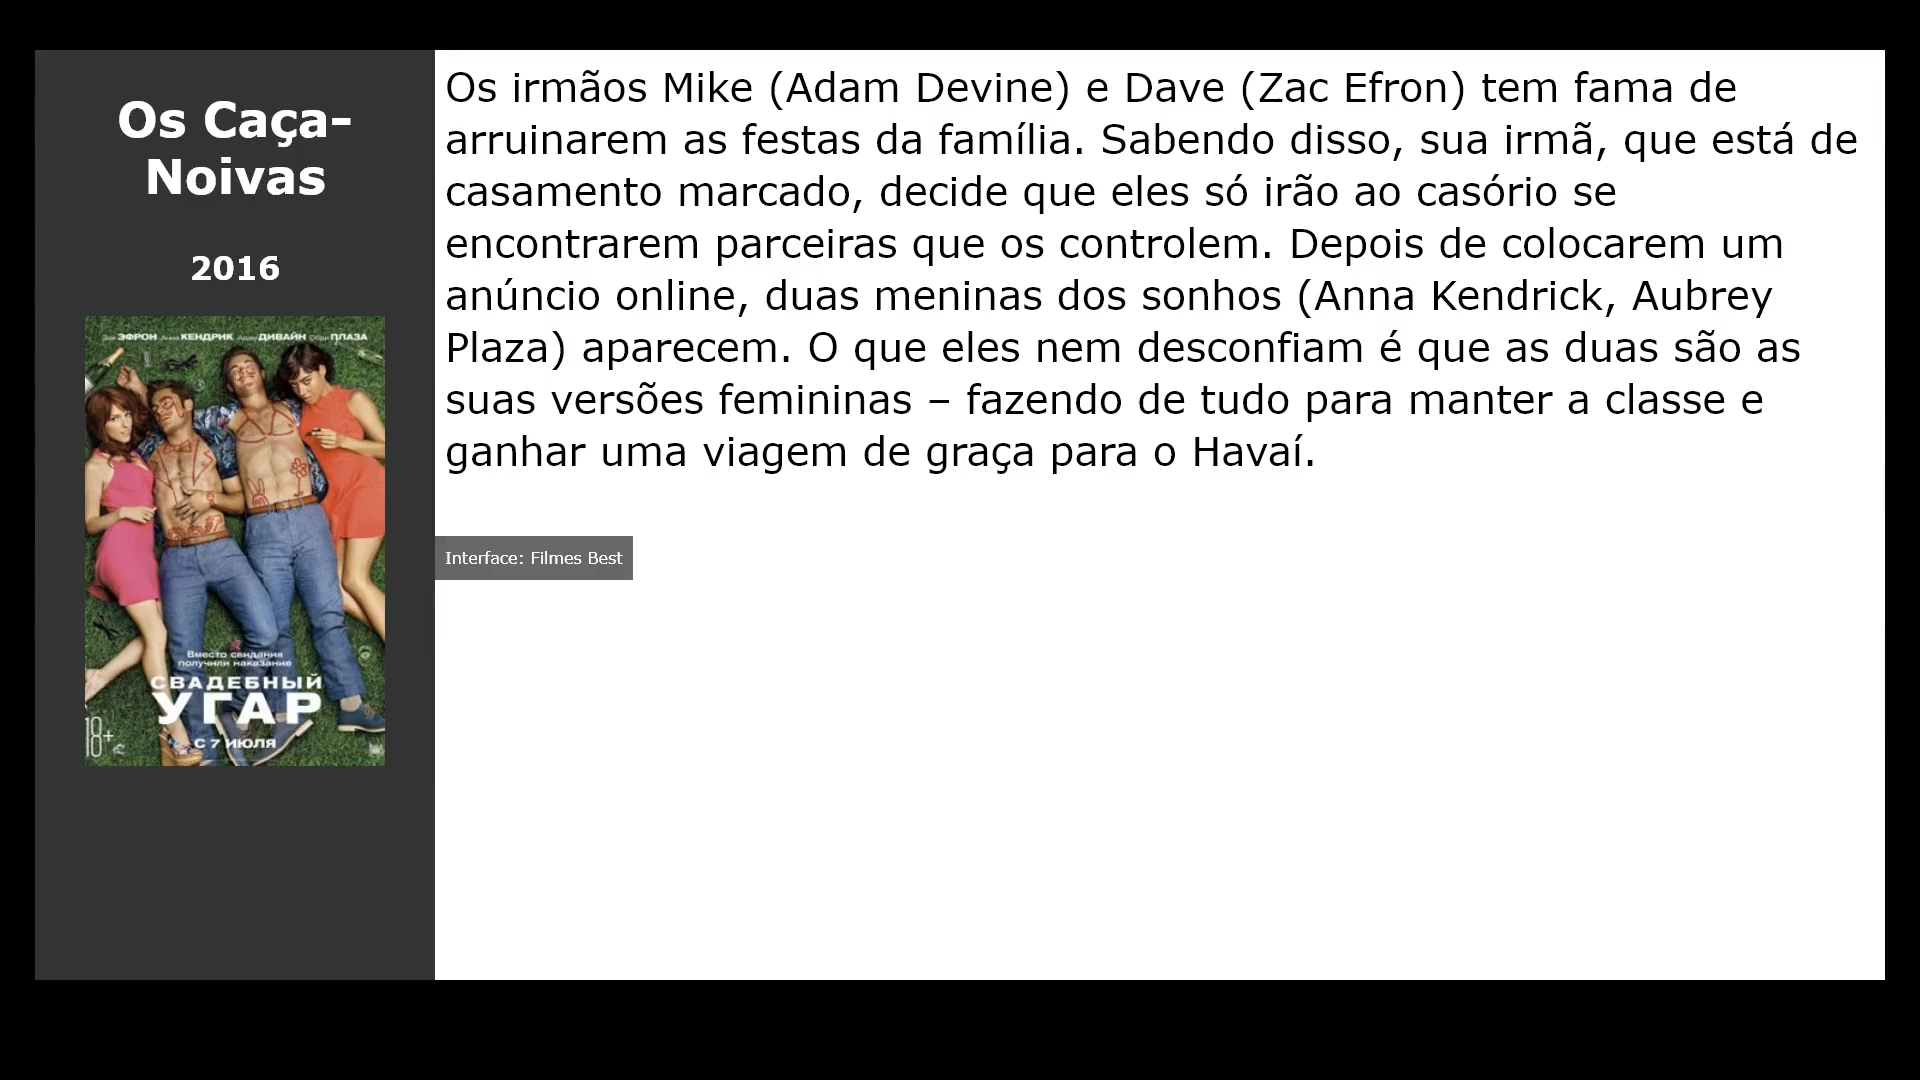 Os Caça-
Noivas
2016
ЭФРОН КЕНДРИК ДИВАЙН ПЛАЗА
Вместо свидания
получили наказание
СВАДЕБНЫЙ
УГАР
18+
С 7 ИЮЛЯ
Os irmãos Mike (Adam Devine) e Dave (Zac Efron) tem fama de
arruinarem as festas da família. Sabendo disso, sua irmã, que está de
casamento marcado, decide que eles só irão ao casório se
encontrarem parceiras que os controlem. Depois de colocarem um
anúncio online, duas meninas dos sonhos (Anna Kendrick, Aubrey
Plaza) aparecem. O que eles nem desconfiam é que as duas são as
suas versões femininas – fazendo de tudo para manter a classe e
ganhar uma viagem de graça para o Havaí.
Interface: Filmes Best